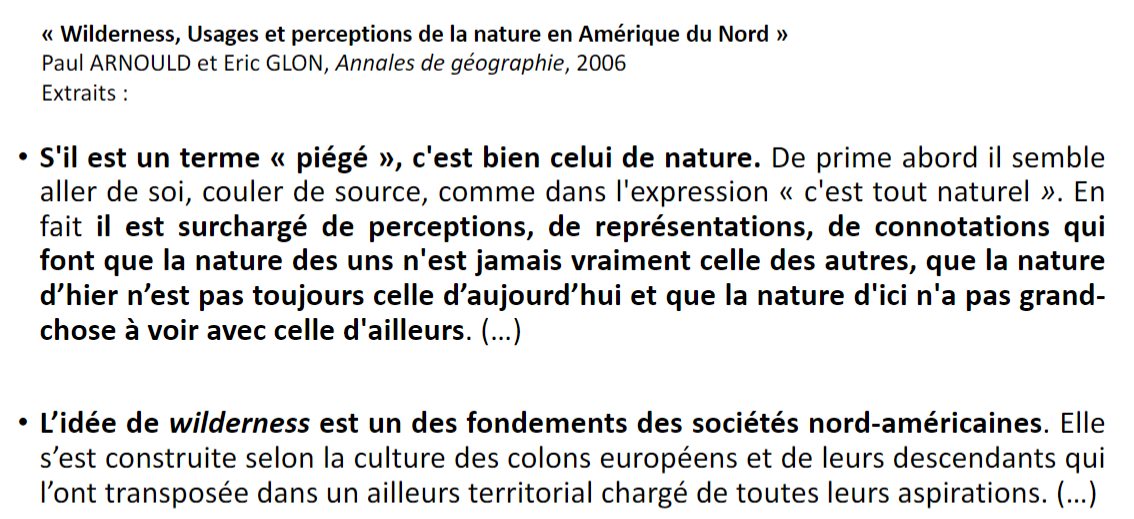 « Wilderness, Usages et perceptions de la nature en Amérique du Nord »
Paul ARNOULD et Eric GLON, Annales de géographie, 2006
Extraits :
• S'il est un terme « piégé », c'est bien celui de nature. De prime abord il semble
aller de soi, couler de source, comme dans l'expression « c'est tout naturel ». En
fait il est surchargé de perceptions, de représentations, de connotations qui
font que la nature des uns n'est jamais vraiment celle des autres, que la nature
d’hier n’est pas toujours celle d’aujourd’hui et que la nature d'ici n'a pas grand-
chose à voir avec celle d'ailleurs. (…)
• L’idée de wilderness est un des fondements des sociétés nord-américaines. Elle
s’est construite selon la culture des colons européens et de leurs descendants qui
l’ont transposée dans un ailleurs territorial chargé de toutes leurs aspirations. (…)